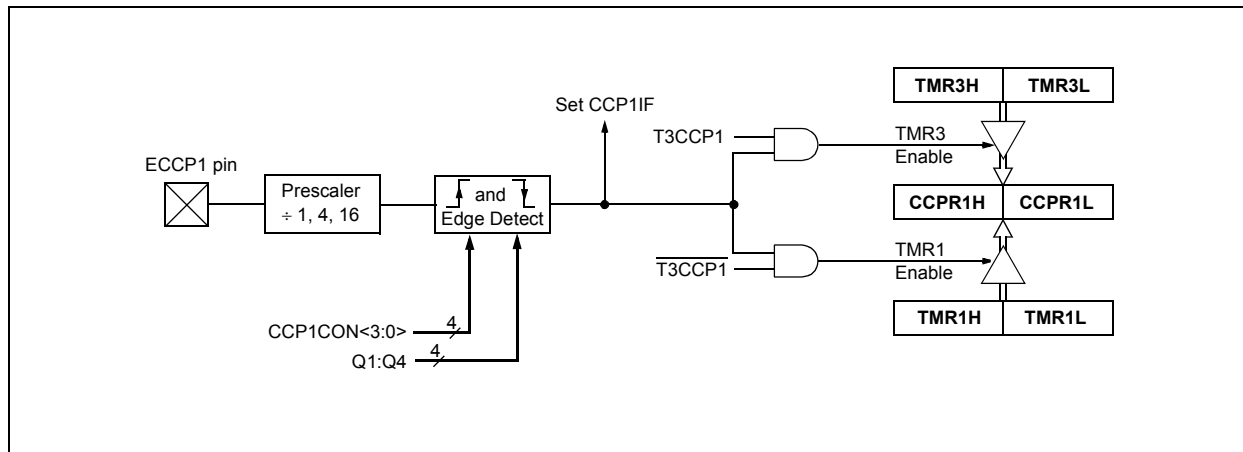 TMR3H TMR3L
Set CCP1IF
T3CCP1
TMR3
Enable
ECCP1 pin
Prescaler
÷ 1, 4, 16
and
Edge Detect
CCPR1H CCPR1L
T3CCP1
TMR1
Enable
TMR1H TMR1L
CCP1CON<3:0>
4
Q1:Q4
4